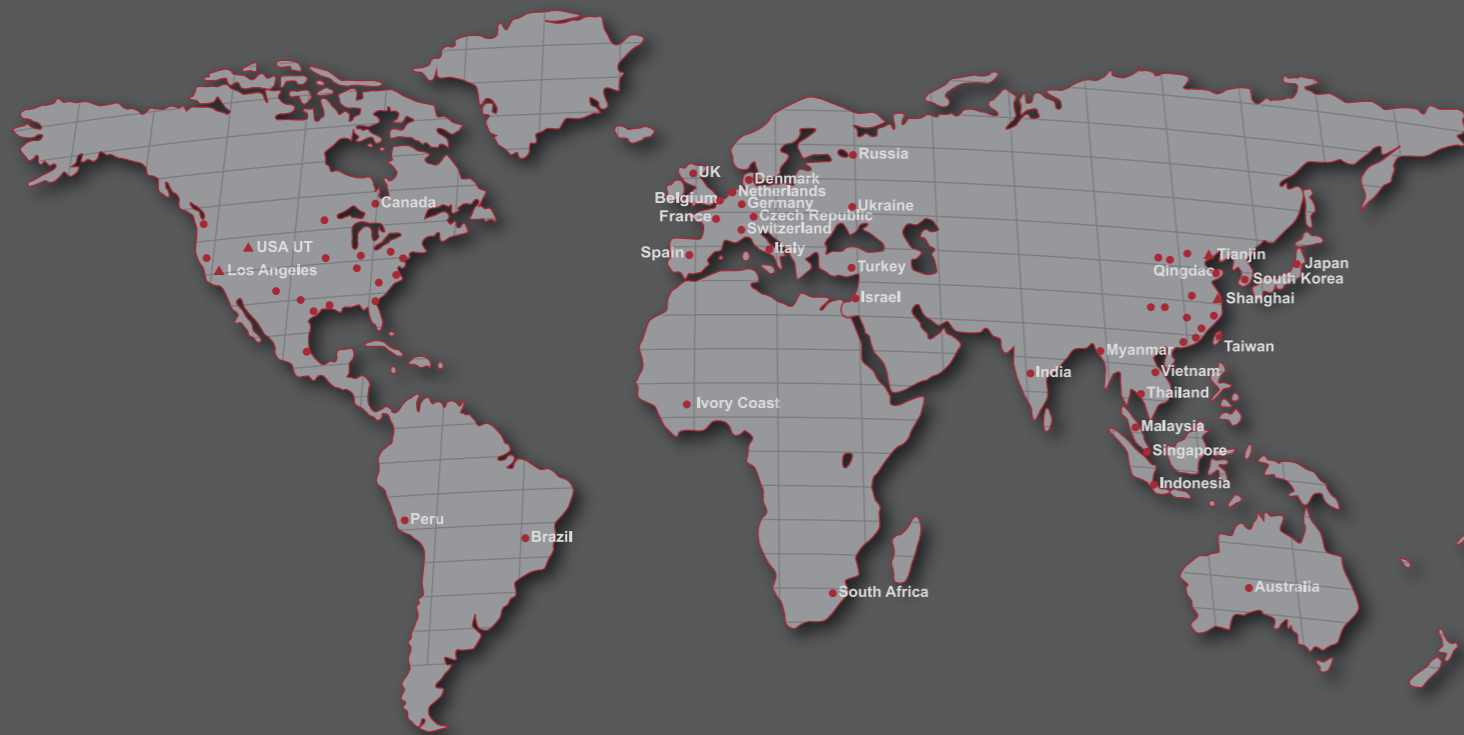 Russia
UK
Denmark
Netherlands
Belgium
Germany
Canada
Ukraine
France
Czech Republic
Switzerland
USA UT
Italy
Spain
Tianjin
Japan
Los Angeles
Turkey
Qingdao
South Korea
Israel
Shanghai
Taiwan
Myanmar
India
Vietnam
Thailand
Ivory Coast
Malaysia
Singapore
Indonesia
Peru
Brazil
Australia
South Africa